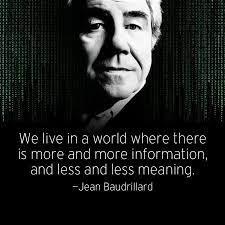 We live in a world where there
is more and more information,
and less and less meaning.
—Jean Baudrillard